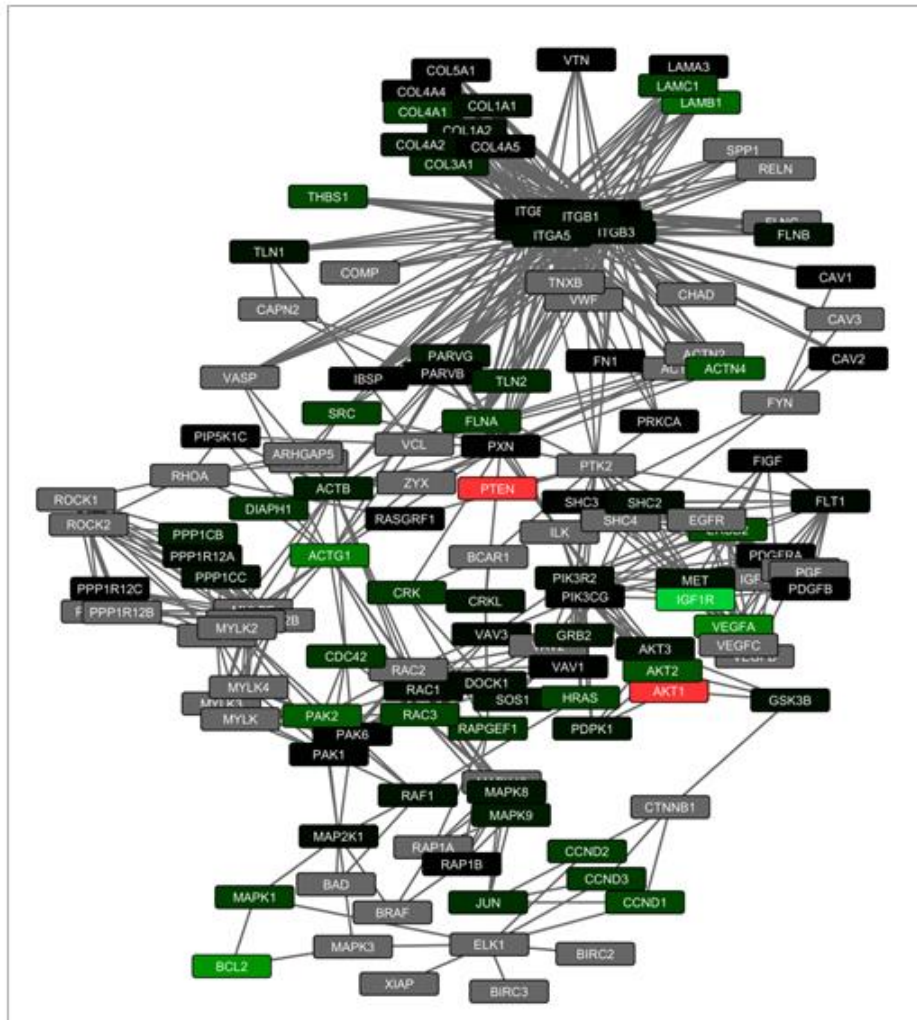 VTN
COL5A1
LAMA3
COL4A4
LAMC1
COL4A1
COL1A1
LAMB1
COL1A2
COL4A2
COL4A5
COL3A1
SPP1
RELN
THBS1
ITGB1
ITGA5
ITGB3
FLNB
TLN1
COMP
TNXB
CAV1
CAPN2
VWF
CHAD
CAV3
PARVG
FN1
ACTN2
CAV2
VASP
IBSP
PARVB
TLN2
ACTN4
FYN
SRC
FLNA
PRKCA
PIP5K1C
VCL
PXN
ARHGAP5
RHOA
PTK2
FIGF
ZYX
PTEN
ACTB
SHC3
SHC2
FLT1
ROCK1
DIAPH1
RASGRF1
SHC4
EGFR
ROCK2
PPP1CB
ILK
PPP1R12A
ACTG1
BCAR1
PDGFRA
PPP1CC
PIK3R2
MET
PGF
PPP1R12C
CRK
PIK3CG
IGF1R
PDGFB
CRKL
PPP1R12B
MYLK2
VAV3
GRB2
VEGFA
CDC42
AKT3
VEGFC
RAC2
VAV1
AKT2
MYLK4
RAC1
DOCK1
AKT1
MYLK3
SOS1
HRAS
GSK3B
MYLK
PAK2
RAC3
PAK6
RAPGEF1
PDPK1
PAK1
RAF1
MAPK8
CTNNB1
MAPK9
MAP2K1
RAP1A
RAP1B
CCND2
BAD
CCND3
MAPK1
BRAF
JUN
CCND1
MAPK3
ELK1
BIRC2
BCL2
XIAP
BIRC3